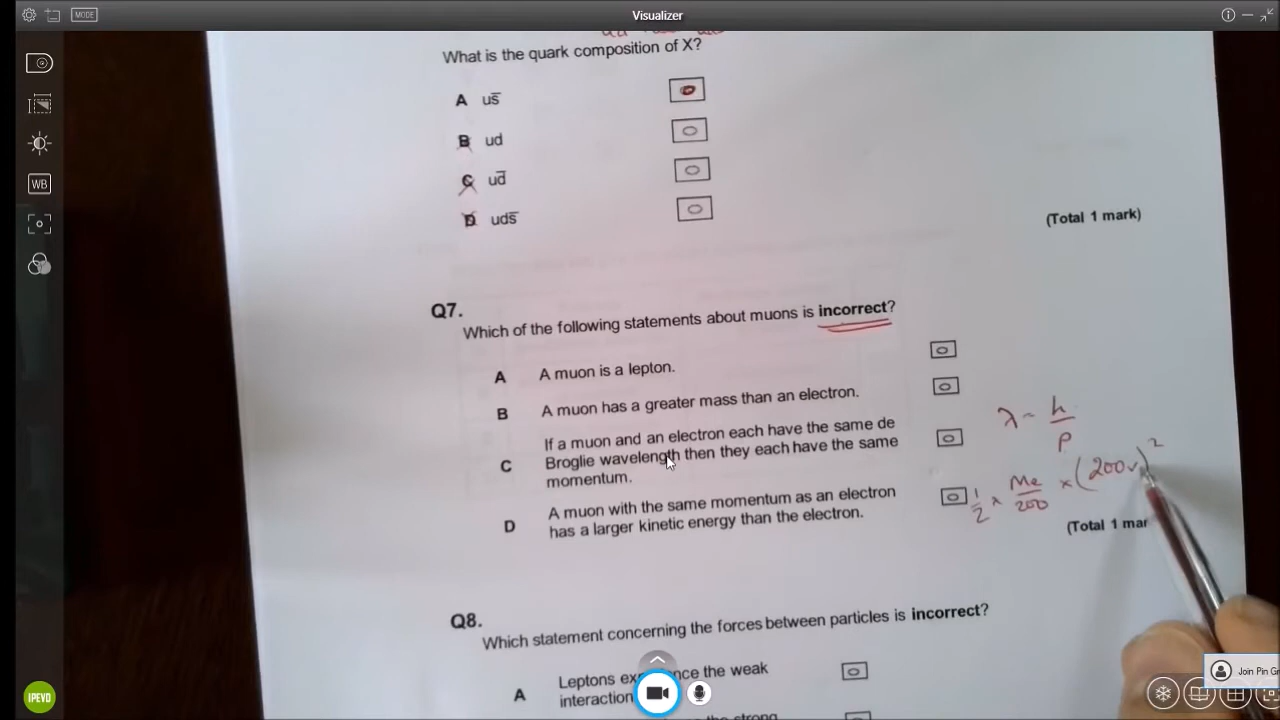 MODE
Visualizer
What is the quark composition of X?
A us̅
B ud
C ud̅
D uds̅
(Total 1 mark)
Q7.
Which of the following statements about muons is incorrect?
A A muon is a lepton.
B A muon has a greater mass than an electron.
C If a muon and an electron each have the same de
Broglie wavelength then they each have the same
momentum.
D A muon with the same momentum as an electron
has a larger kinetic energy than the electron.
λ = h/p
1/2 × Me/200 × (200v)²
(Total 1 mar
Q8.
Which statement concerning the forces between particles is incorrect?
A Leptons ex nce the weak
interaction
strong
WB
IPEVO
Join Pin G